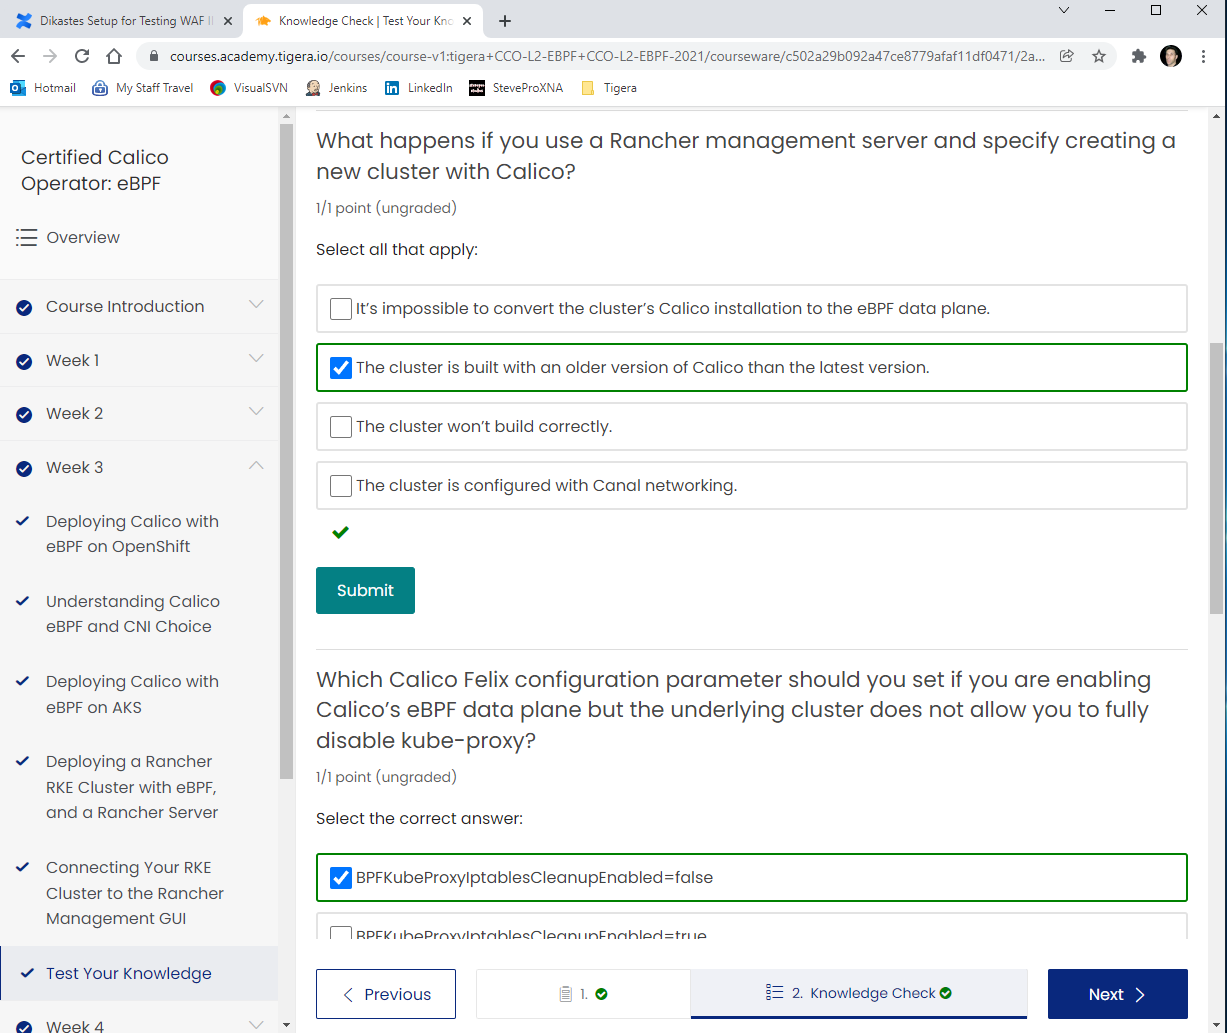 Dikastes Setup for Testing WAF
Knowledge Check | Test Your Kno
courses.academy.tigera.io/courses/course-v1:tigera+CCO-L2-EBPF+CCO-L2-EBPF-2021/courseware/c502a29b092a47ce8779afaf11df0471/2a...
Hotmail
My Staff Travel
VisualSVN
Jenkins
LinkedIn
SteveProXNA
Tigera
Certified Calico
Operator: eBPF
Overview
Course Introduction
Week 1
Week 2
Week 3
Deploying Calico with
eBPF on OpenShift
Understanding Calico
eBPF and CNI Choice
Deploying Calico with
eBPF on AKS
Deploying a Rancher
RKE Cluster with eBPF,
and a Rancher Server
Connecting Your RKE
Cluster to the Rancher
Management GUI
Test Your Knowledge
Week 4
What happens if you use a Rancher management server and specify creating a
new cluster with Calico?
1/1 point (ungraded)
Select all that apply:
It’s impossible to convert the cluster’s Calico installation to the eBPF data plane.
The cluster is built with an older version of Calico than the latest version.
The cluster won’t build correctly.
The cluster is configured with Canal networking.
Submit
Which Calico Felix configuration parameter should you set if you are enabling
Calico’s eBPF data plane but the underlying cluster does not allow you to fully
disable kube-proxy?
1/1 point (ungraded)
Select the correct answer:
BPFKubeProxyIptablesCleanupEnabled=false
BPFKubeProxyIptablesCleanupEnabled=true
Previous
1.
2. Knowledge Check
Next